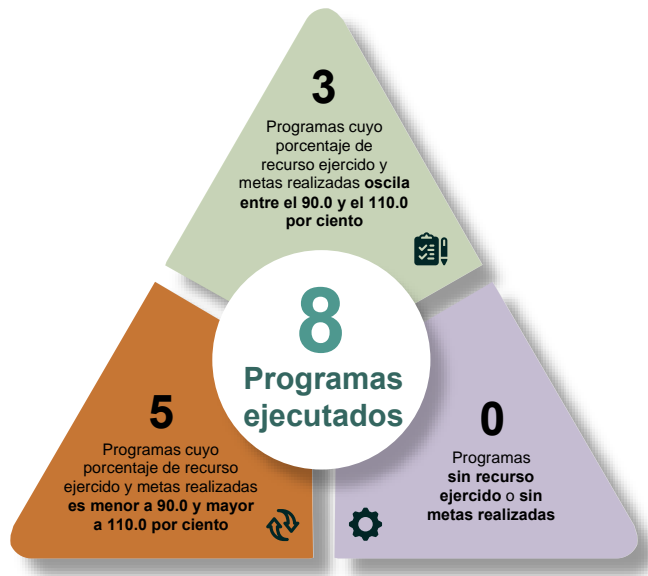 3
Programas cuyo
porcentaje de
recurso ejercido y
metas realizadas oscila
entre el 90.0 y el 110.0
por ciento
8
Programas
ejecutados
5
Programas cuyo
porcentaje de recurso
ejercido y metas realizadas
es menor a 90.0 y mayor
a 110.0 por ciento
0
Programas
sin recurso
ejercido o sin
metas realizadas